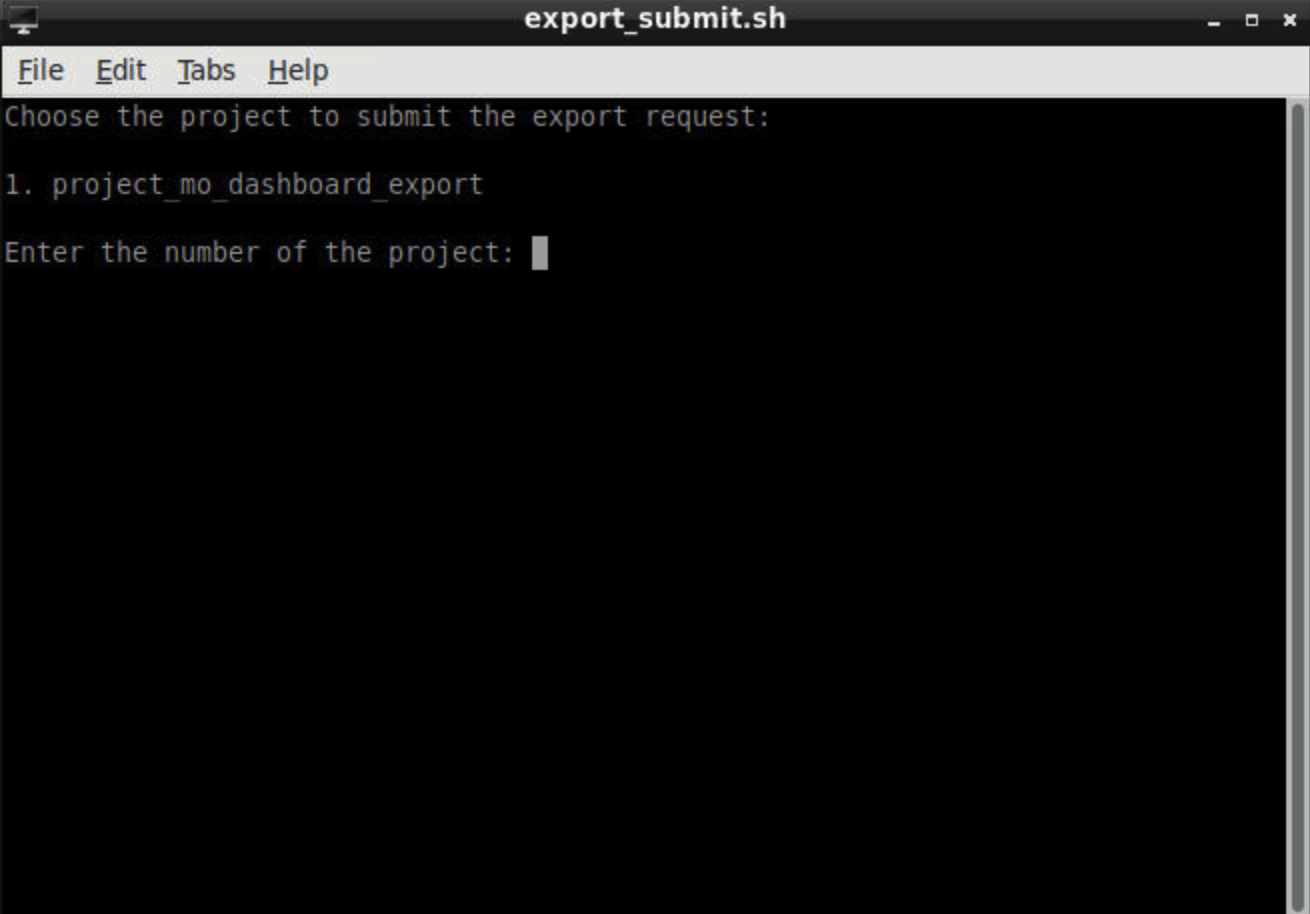 export_submit.sh
File Edit Tabs Help
Choose the project to submit the export request:
1. project_mo_dashboard_export
Enter the number of the project: